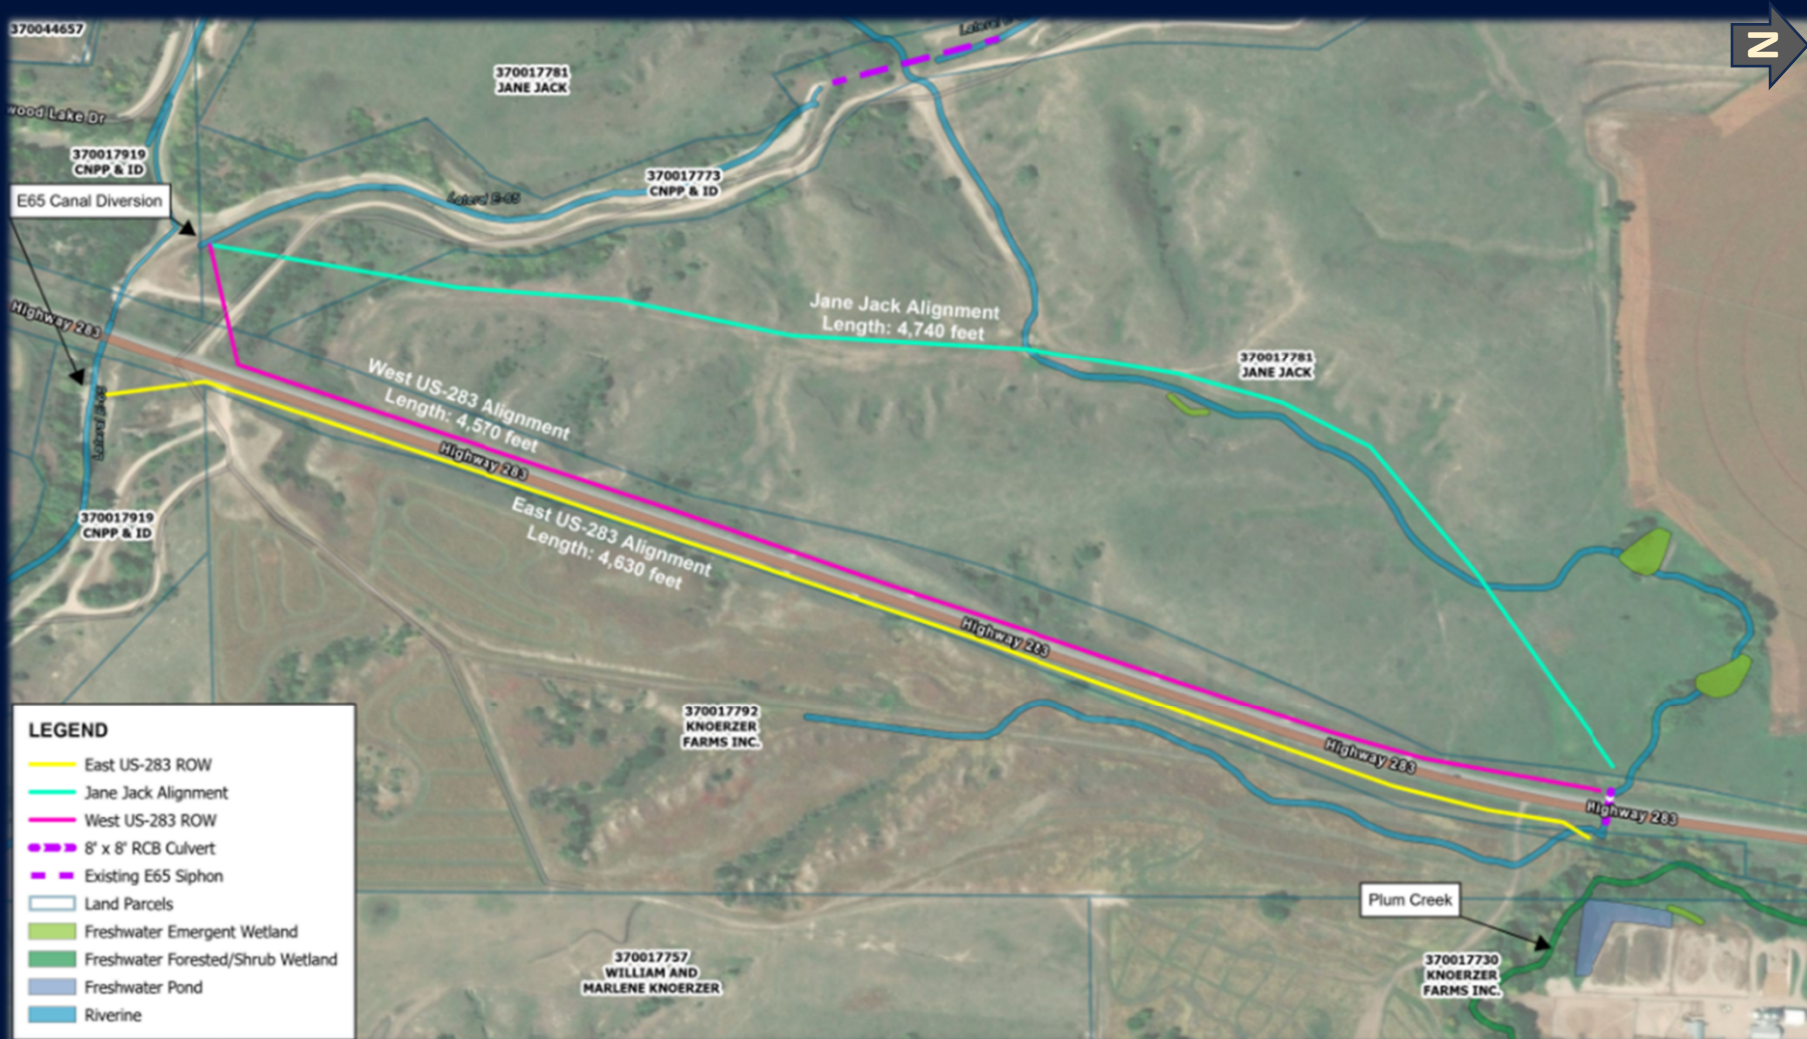 370044657
N
Lateral E-
370017781
JANE JACK
wood Lake Dr
370017919
CNPP & ID
370017773
CNPP & ID
E65 Canal Diversion
Lateral E-65
Jane Jack Alignment
Length: 4,740 feet
Highway 283
370017781
JANE JACK
West US-283 Alignment
Length: 4,570 feet
Highway 283
East US-283 Alignment
Length: 4,630 feet
370017919
CNPP & ID
Highway 283
370017792
KNOERZER
FARMS INC.
Highway 283
Highway 283
LEGEND
East US-283 ROW
Jane Jack Alignment
West US-283 ROW
8' x 8' RCB Culvert
Existing E65 Siphon
Land Parcels
Freshwater Emergent Wetland
Freshwater Forested/Shrub Wetland
Freshwater Pond
Riverine
Plum Creek
370017757
WILLIAM AND
MARLENE KNOERZER
370017730
KNOERZER
FARMS INC.